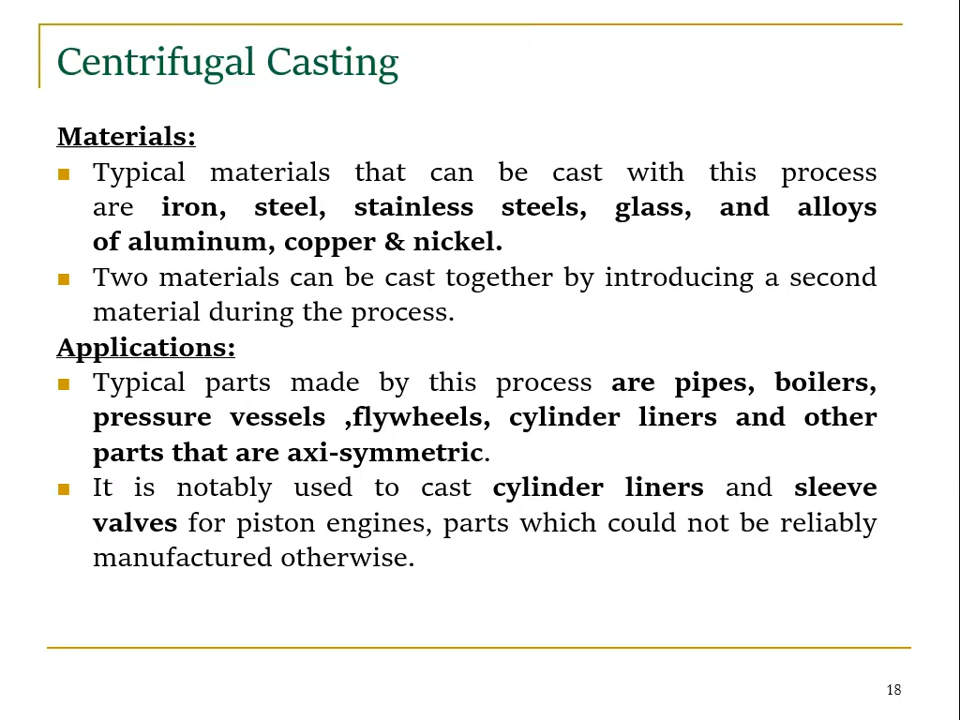 Centrifugal Casting
Materials:
Typical materials that can be cast with this process
are iron, steel, stainless steels, glass, and alloys
of aluminum, copper & nickel.
Two materials can be cast together by introducing a second
material during the process.
Applications:
Typical parts made by this process are pipes, boilers,
pressure vessels ,flywheels, cylinder liners and other
parts that are axi-symmetric.
It is notably used to cast cylinder liners and sleeve
valves for piston engines, parts which could not be reliably
manufactured otherwise.
18